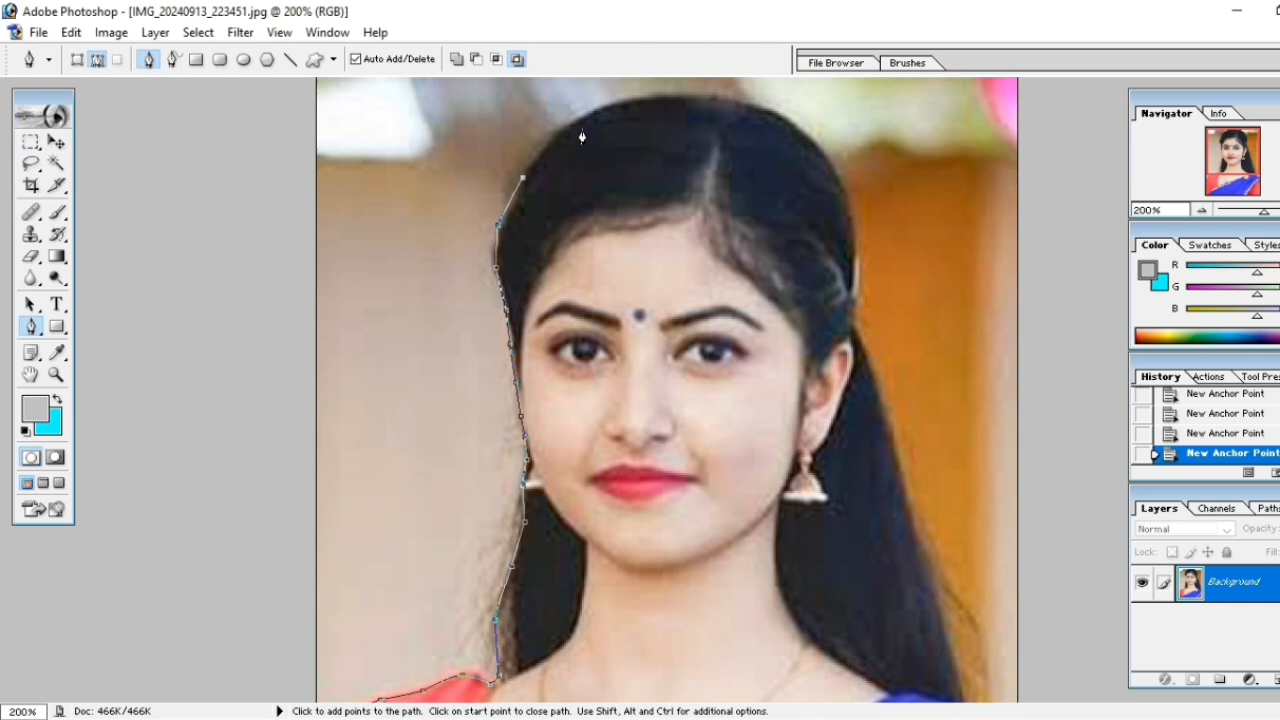 Adobe Photoshop - [IMG_20240913_223451.jpg @ 200% (RGB)]
File Edit Image Layer Select Filter View Window Help
Auto Add/Delete
File Browser Brushes
Navigator Info
200%
Color Swatches Styles
R
G
B
History Actions Tool Pre
New Anchor Point
New Anchor Point
New Anchor Point
New Anchor Point
Layers Channels Paths
Normal Opacity:
Lock: Fill:
Background
200% Doc: 466K/466K Click to add points to the path. Click on start point to close path. Use Shift, Alt and Ctrl for additional options.